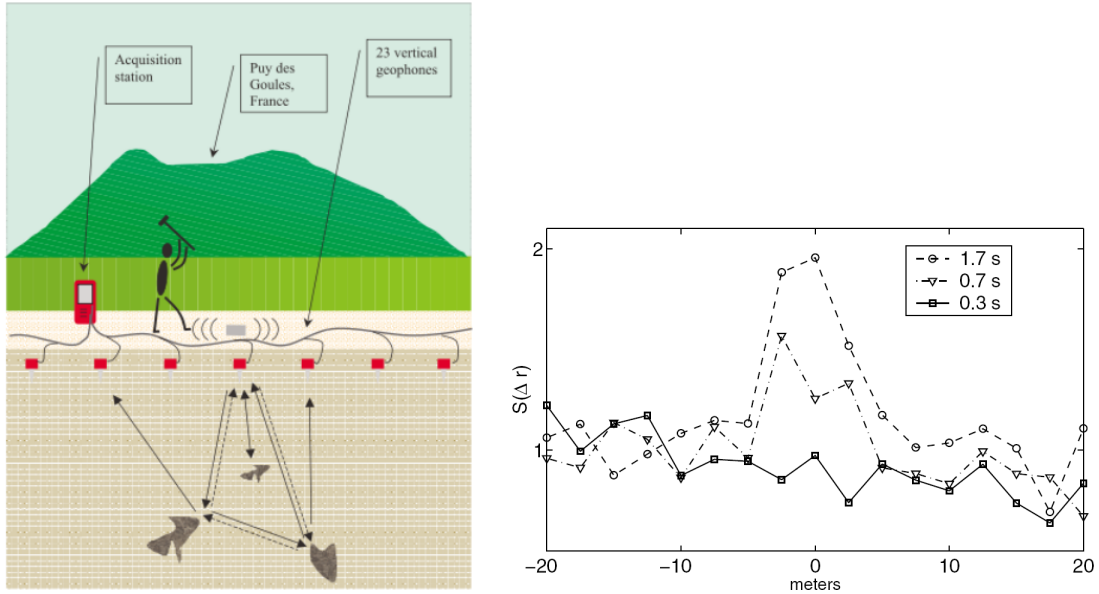 Acquisition
station
Puy des
Goules,
France
23 vertical
geophones
2
1
S(Δ r)
1.7 s
0.7 s
0.3 s
−20
−10
0
10
20
meters